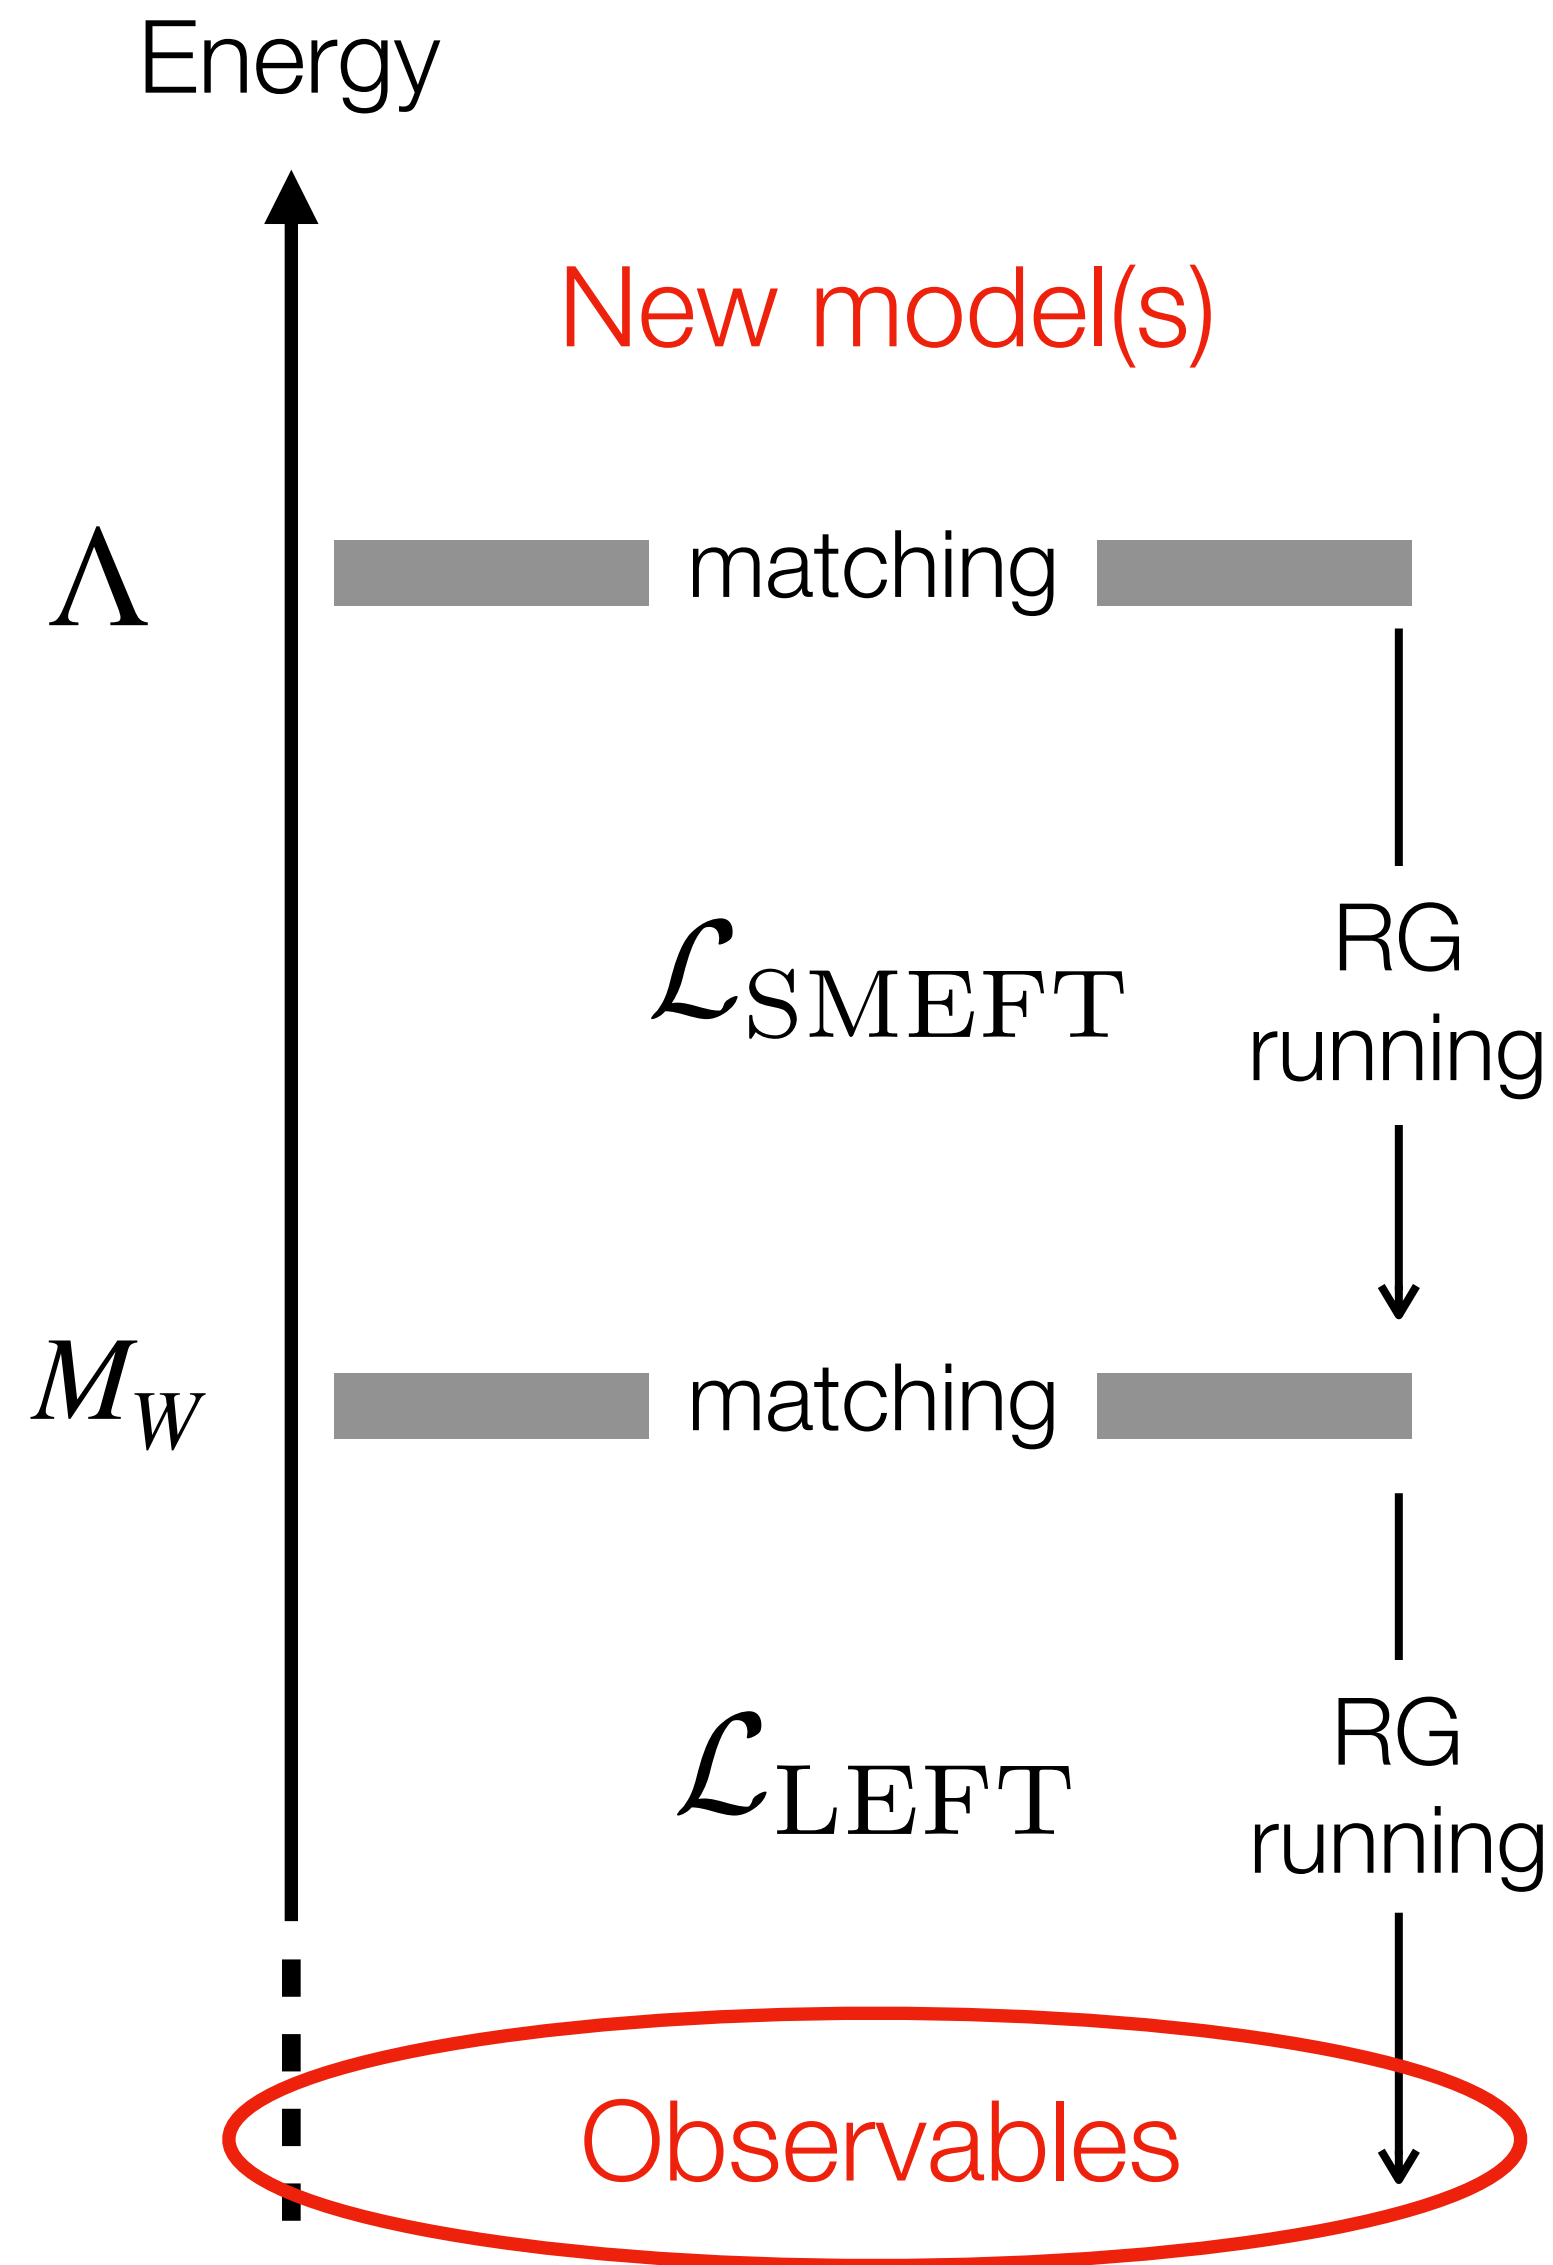 Energy
New model(s)
Λ matching
ℒSMEFT
RG
running
MW matching
ℒLEFT
RG
running
Observables